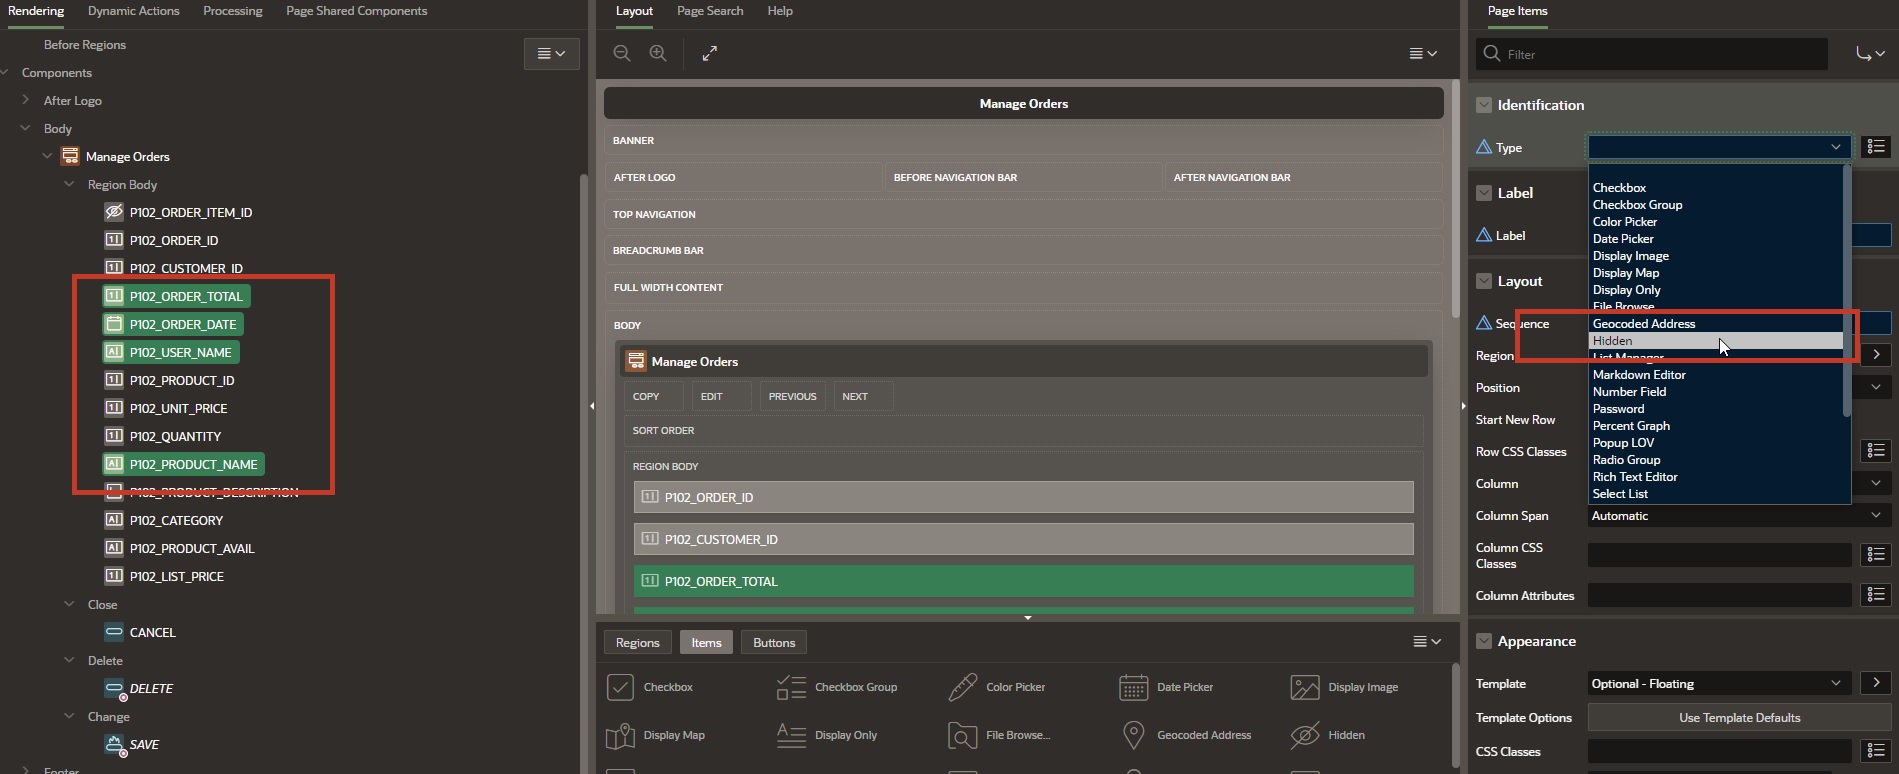 Rendering
Dynamic Actions
Processing
Page Shared Components
Before Regions
Components
After Logo
Body
Manage Orders
Region Body
P102_ORDER_ITEM_ID
P102_ORDER_ID
P102_CUSTOMER_ID
P102_ORDER_TOTAL
P102_ORDER_DATE
P102_USER_NAME
P102_PRODUCT_ID
P102_UNIT_PRICE
P102_QUANTITY
P102_PRODUCT_NAME
P102_PRODUCT_DESCRIPTION
P102_CATEGORY
P102_PRODUCT_AVAIL
P102_LIST_PRICE
Close
CANCEL
Delete
DELETE
Change
SAVE
Footer
Layout
Page Search
Help
Manage Orders
BANNER
AFTER LOGO
BEFORE NAVIGATION BAR
AFTER NAVIGATION BAR
TOP NAVIGATION
BREADCRUMB BAR
FULL WIDTH CONTENT
BODY
Manage Orders
COPY
EDIT
PREVIOUS
NEXT
SORT ORDER
REGION BODY
P102_ORDER_ID
P102_CUSTOMER_ID
P102_ORDER_TOTAL
Regions
Items
Buttons
Checkbox
Checkbox Group
Color Picker
Date Picker
Display Image
Display Map
Display Only
File Browse...
Geocoded Address
Hidden
Page Items
Filter
Identification
Type
Checkbox
Checkbox Group
Color Picker
Date Picker
Display Image
Display Map
Display Only
File Browse
Geocoded Address
Hidden
List Manager
Markdown Editor
Number Field
Password
Percent Graph
Popup LOV
Radio Group
Rich Text Editor
Select List
Label
Label
Layout
Sequence
Region
Position
Start New Row
Row CSS Classes
Column
Column Span
Automatic
Column CSS
Classes
Column Attributes
Appearance
Template
Optional - Floating
Template Options
Use Template Defaults
CSS Classes